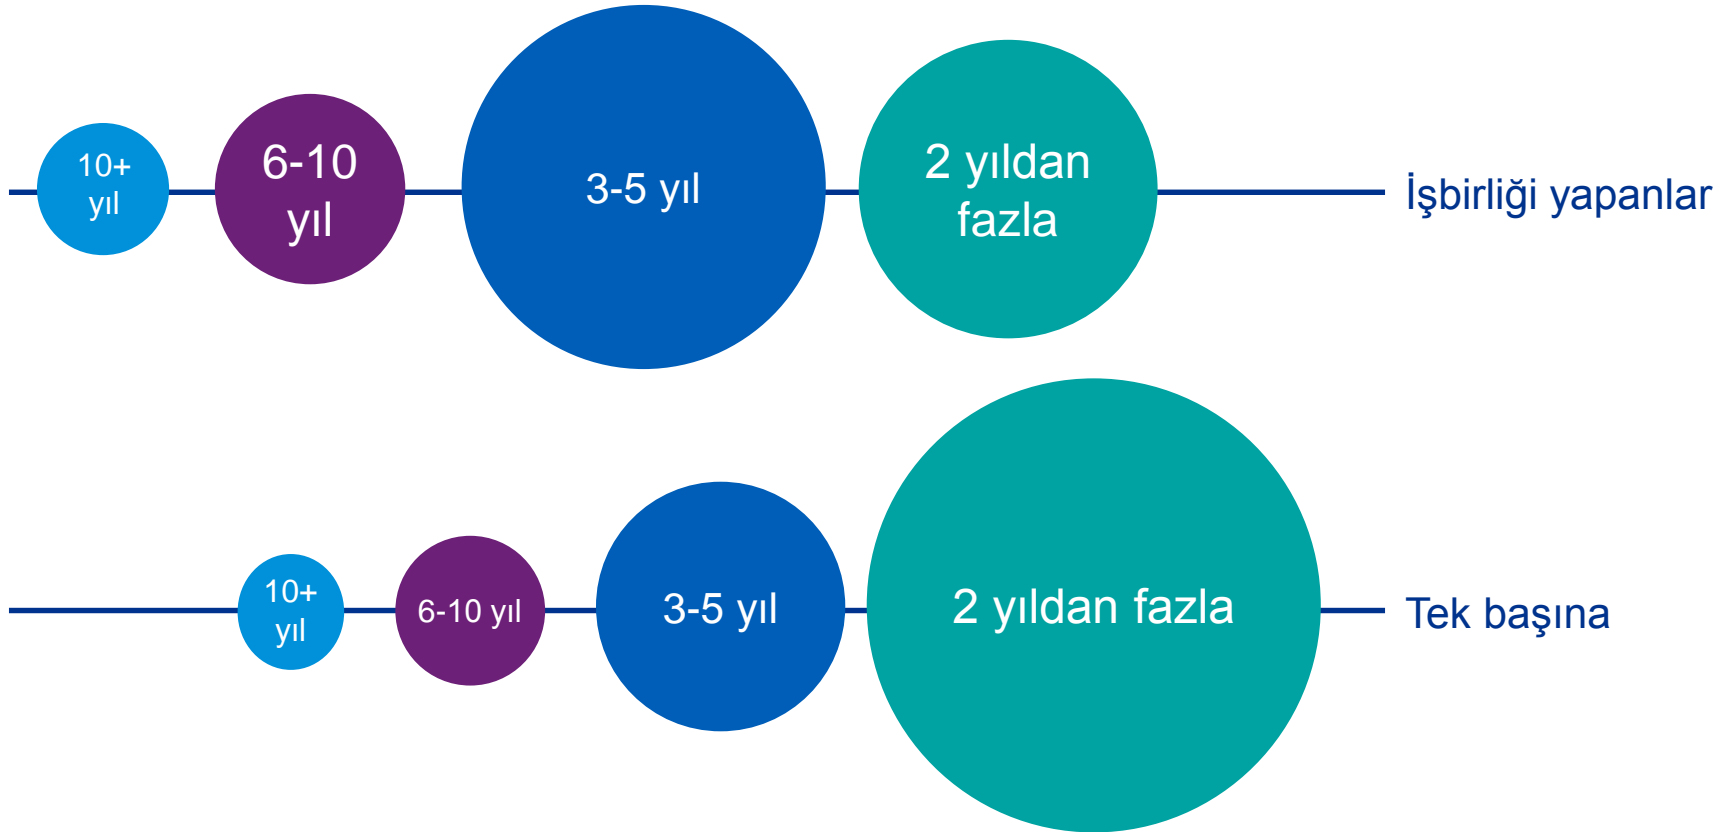 10+
yıl
6-10
yıl
3-5 yıl
2 yıldan
fazla
İşbirliği yapanlar
10+
yıl
6-10 yıl
3-5 yıl
2 yıldan fazla
Tek başına